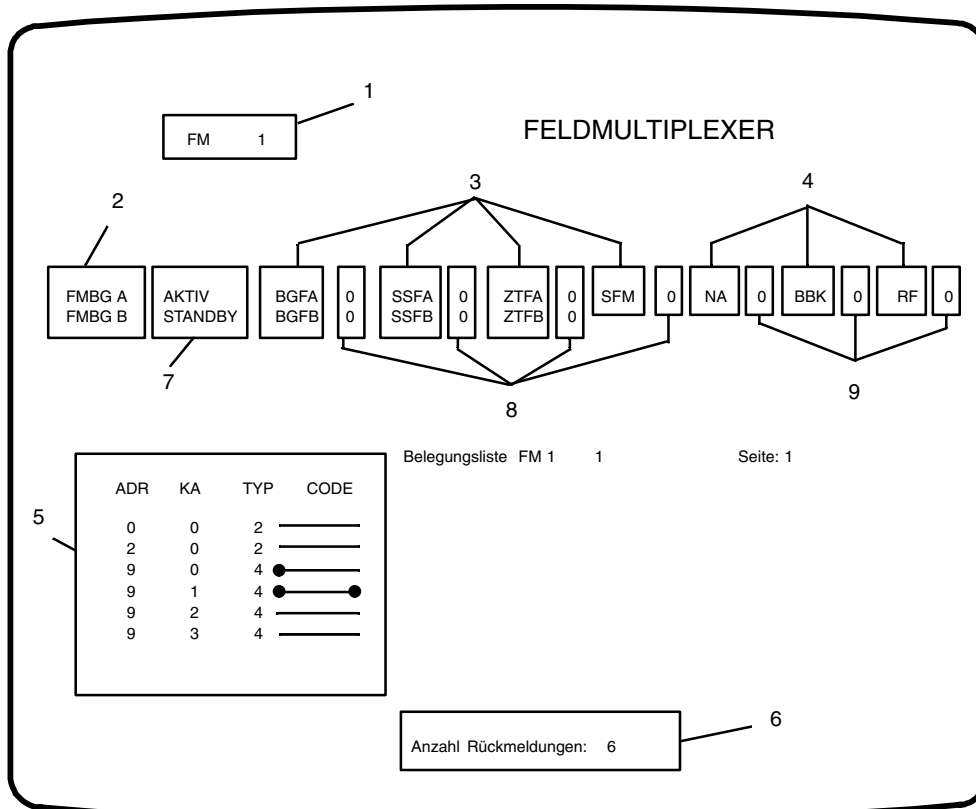 1
FM 1
FELDMULTIPLEXER
2 3 4
FMBG A AKTIV BGFA 0 SSFA 0 ZTFA 0 SFM 0 NA 0 BBK 0 RF 0
FMBG B STANDBY BGFB 0 SSFB 0 ZTFB 0
7 8 9
Belegungsliste FM 1 1 Seite: 1
5
ADR KA TYP CODE
0 0 2
2 0 2
9 0 4
9 1 4
9 2 4
9 3 4
6
Anzahl Rückmeldungen: 6